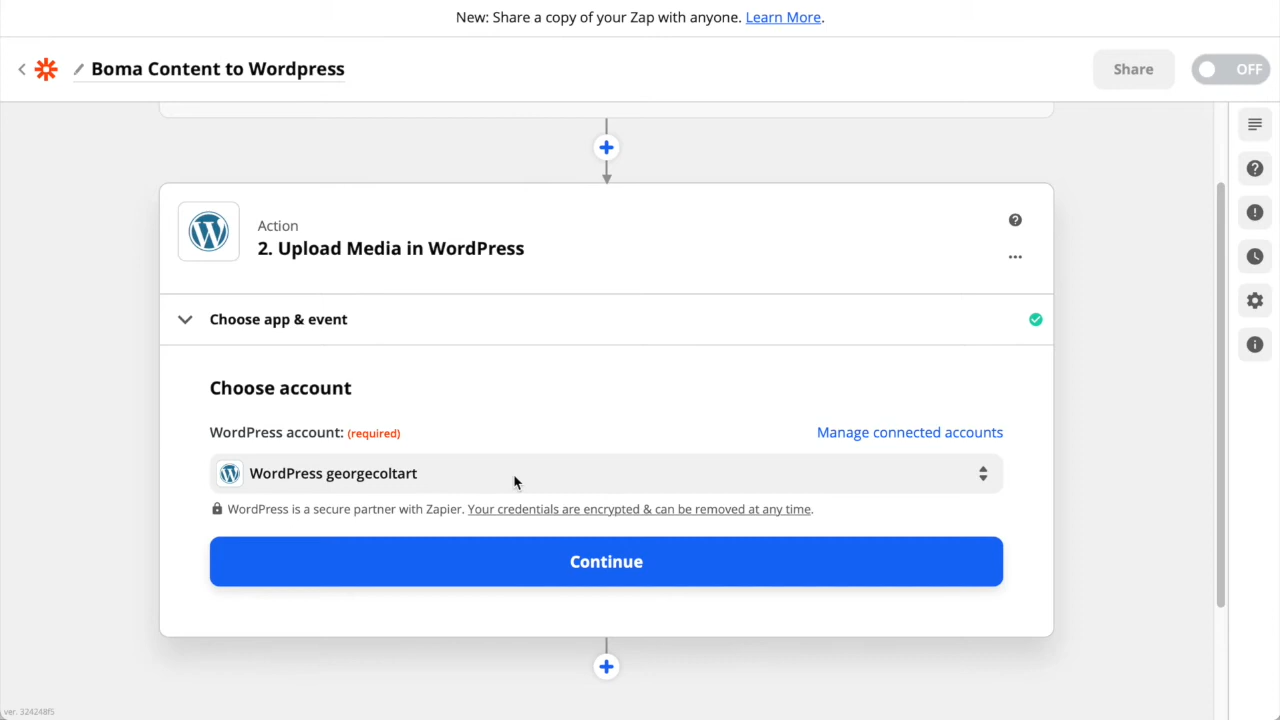 New: Share a copy of your Zap with anyone. Learn More.
Boma Content to Wordpress
Share
OFF
Action
2. Upload Media in WordPress
Choose app & event
Choose account
WordPress account: (required)
Manage connected accounts
WordPress georgecoltart
WordPress is a secure partner with Zapier. Your credentials are encrypted & can be removed at any time.
Continue
ver. 324248f5